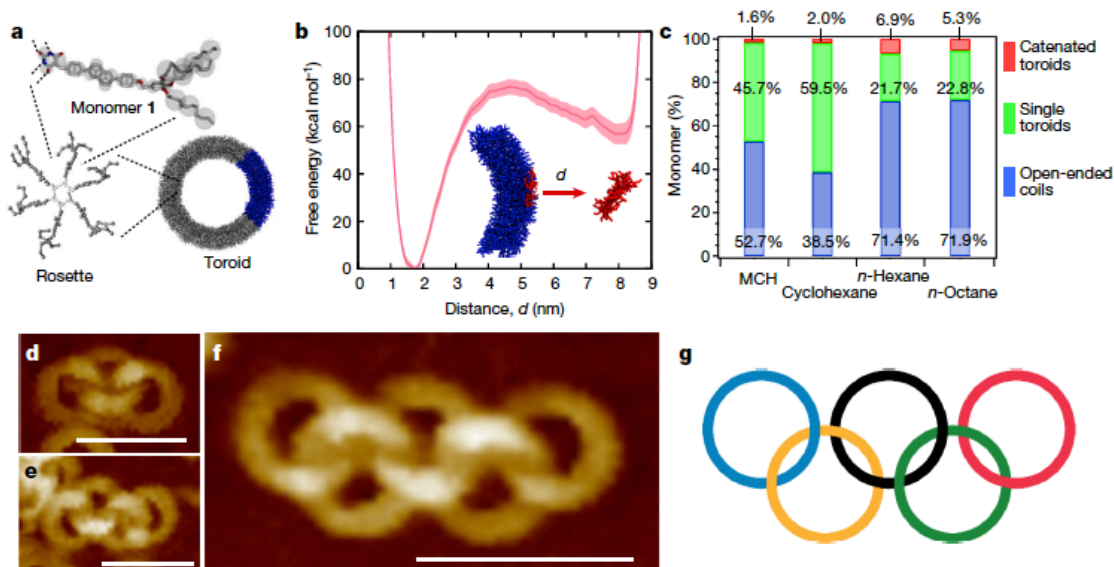 a
Monomer 1
Rosette
Toroid
b
Free energy (kcal mol⁻¹)
100
80
60
40
20
0
d
0 1 2 3 4 5 6 7 8 9
Distance, d (nm)
c
1.6% 2.0% 6.9% 5.3%
Monomer (%)
100
80
60
40
20
0
45.7% 59.5% 21.7% 22.8%
52.7% 38.5% 71.4% 71.9%
MCH
Cyclohexane
n-Hexane
n-Octane
Catenated
toroids
Single
toroids
Open-ended
coils
d
e
f
g